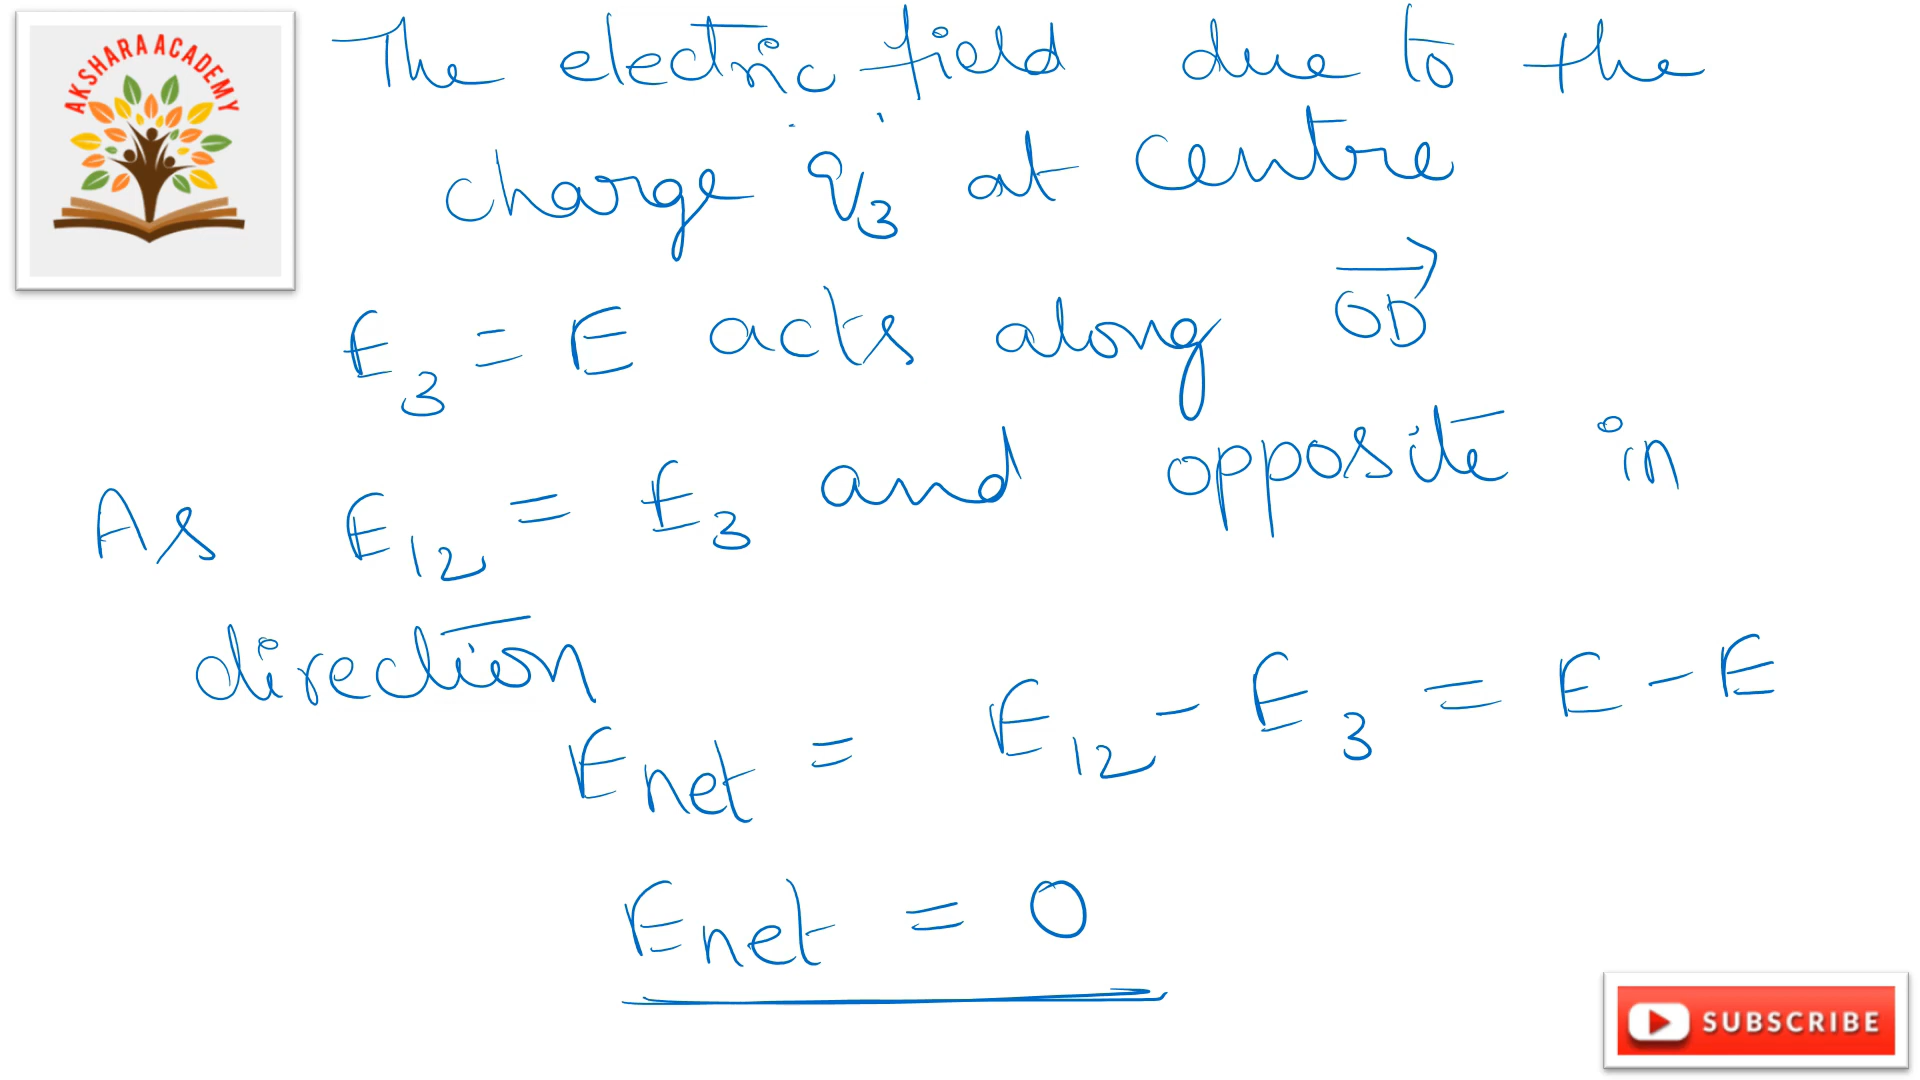 AKSHARA ACADEMY
The electric field due to the
charge q3 at centre
E3 = E acts along OD
As E12 = E3 and opposite in
direction
Enet = E12 - E3 = E - E
Enet = 0
SUBSCRIBE